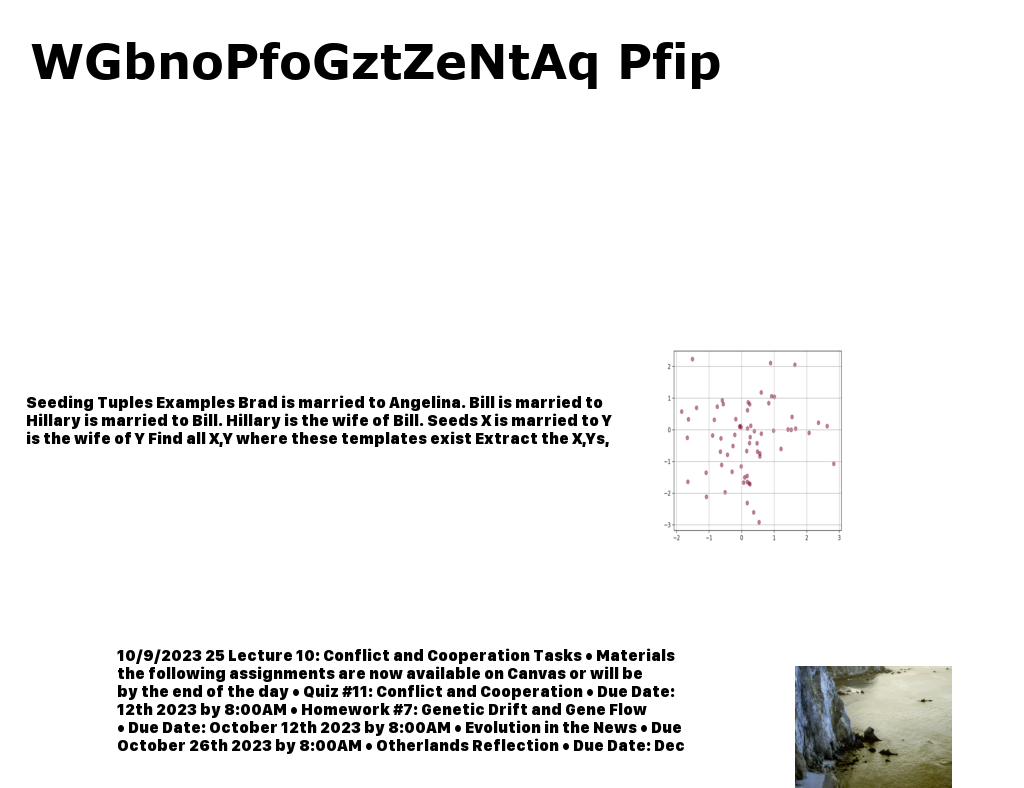 WGbnoPfoGztZeNtAq Pfip
Seeding Tuples Examples Brad is married to Angelina. Bill is married to
Hillary is married to Bill. Hillary is the wife of Bill. Seeds X is married to Y
is the wife of Y Find all X,Y where these templates exist Extract the X,Ys,
2
1
0
−1
−2
−3
−2 −1 0 1 2 3
10/9/2023 25 Lecture 10: Conflict and Cooperation Tasks • Materials
the following assignments are now available on Canvas or will be
by the end of the day • Quiz #11: Conflict and Cooperation • Due Date:
12th 2023 by 8:00AM • Homework #7: Genetic Drift and Gene Flow
• Due Date: October 12th 2023 by 8:00AM • Evolution in the News • Due
October 26th 2023 by 8:00AM • Otherlands Reflection • Due Date: Dec